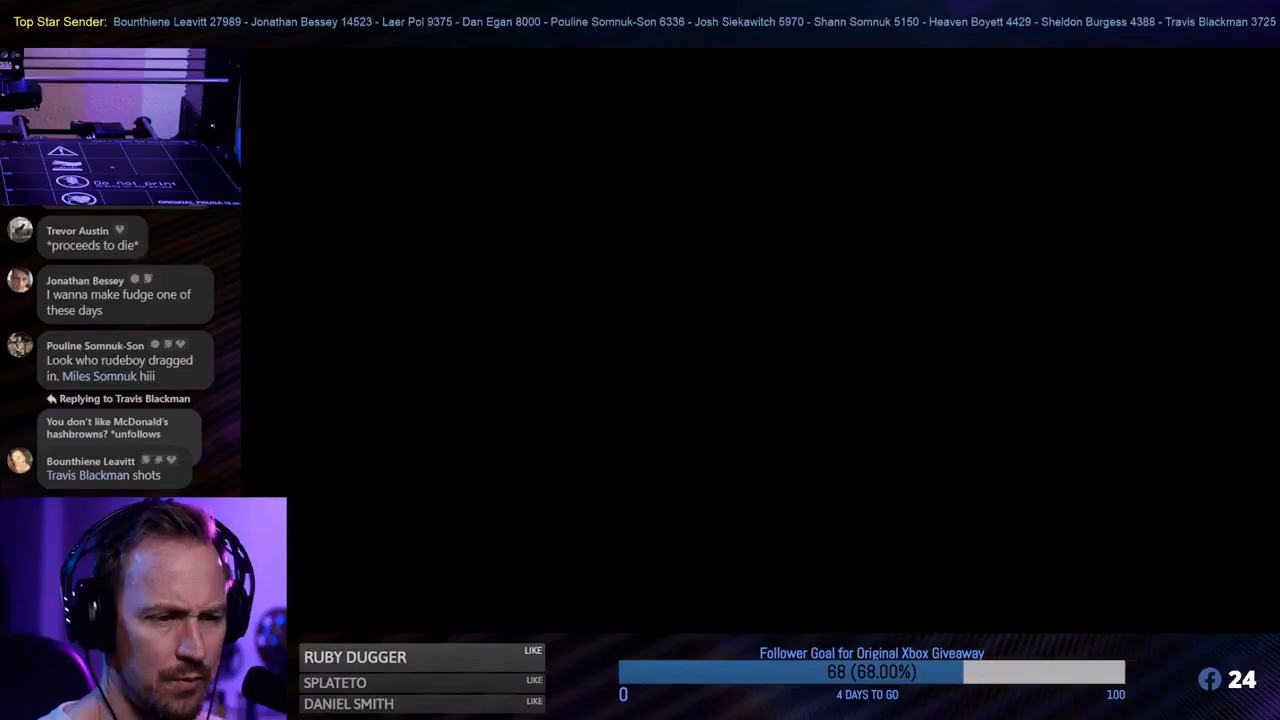 Top Star Sender: Bounthiene Leavitt 27989 - Jonathan Bessey 14523 - Laer Pol 9375 - Dan Egan 8000 - Pouline Somnuk-Son 6336 - Josh Siekawitch 5970 - Shann Somnuk 5150 - Heaven Boyett 4429 - Sheldon Burgess 4388 - Travis Blackman 3725
Do not print
ORIGINAL PRUSA
Trevor Austin
*proceeds to die*
Jonathan Bessey
I wanna make fudge one of
these days
Pouline Somnuk-Son
Look who rudeboy dragged
in. Miles Somnuk hiii
Replying to Travis Blackman
You don't like McDonald's
hashbrowns? *unfollows
Bounthiene Leavitt
Travis Blackman shots
RUBY DUGGER LIKE
SPLATETO LIKE
DANIEL SMITH LIKE
Follower Goal for Original Xbox Giveaway
68 (68.00%)
0 4 DAYS TO GO 100
24